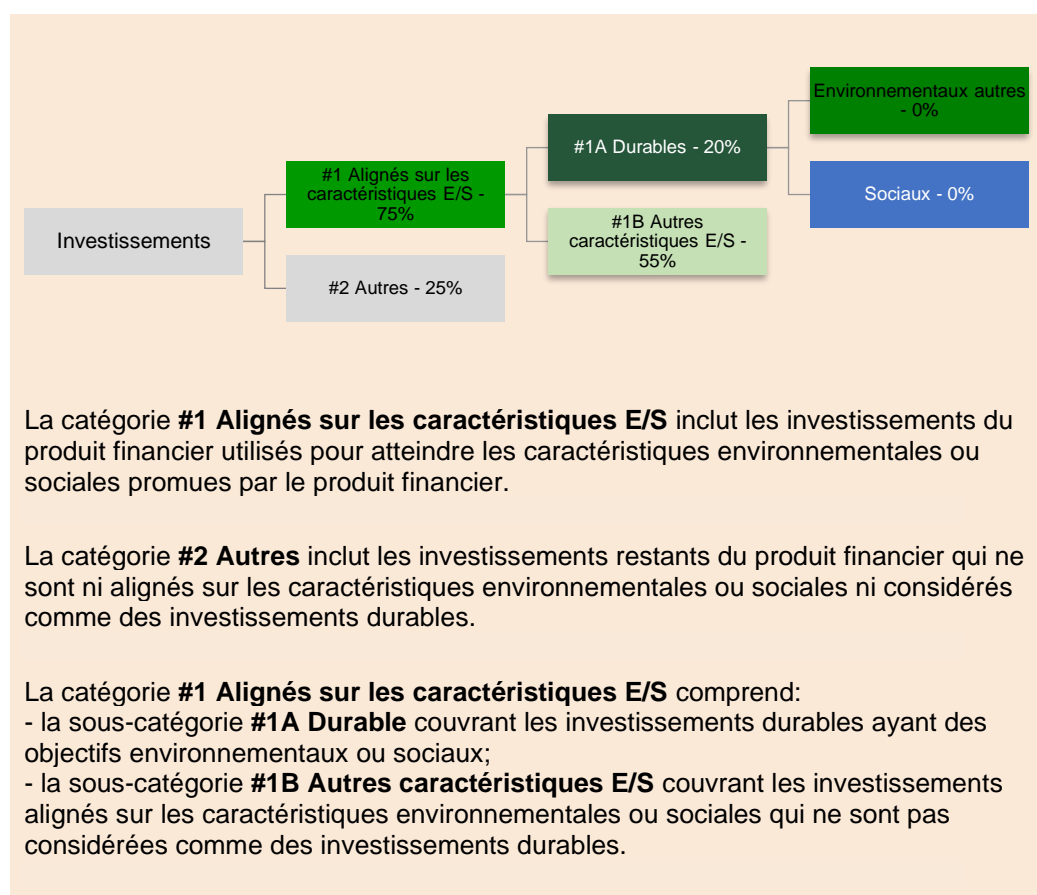 Investissements
#1 Alignés sur les
caractéristiques E/S -
75%
#2 Autres - 25%
#1A Durables - 20%
#1B Autres
caractéristiques E/S -
55%
Environnementaux autres
- 0%
Sociaux - 0%
La catégorie #1 Alignés sur les caractéristiques E/S inclut les investissements du
produit financier utilisés pour atteindre les caractéristiques environnementales ou
sociales promues par le produit financier.
La catégorie #2 Autres inclut les investissements restants du produit financier qui ne
sont ni alignés sur les caractéristiques environnementales ou sociales ni considérés
comme des investissements durables.
La catégorie #1 Alignés sur les caractéristiques E/S comprend:
- la sous-catégorie #1A Durable couvrant les investissements durables ayant des
objectifs environnementaux ou sociaux;
- la sous-catégorie #1B Autres caractéristiques E/S couvrant les investissements
alignés sur les caractéristiques environnementales ou sociales qui ne sont pas
considérées comme des investissements durables.